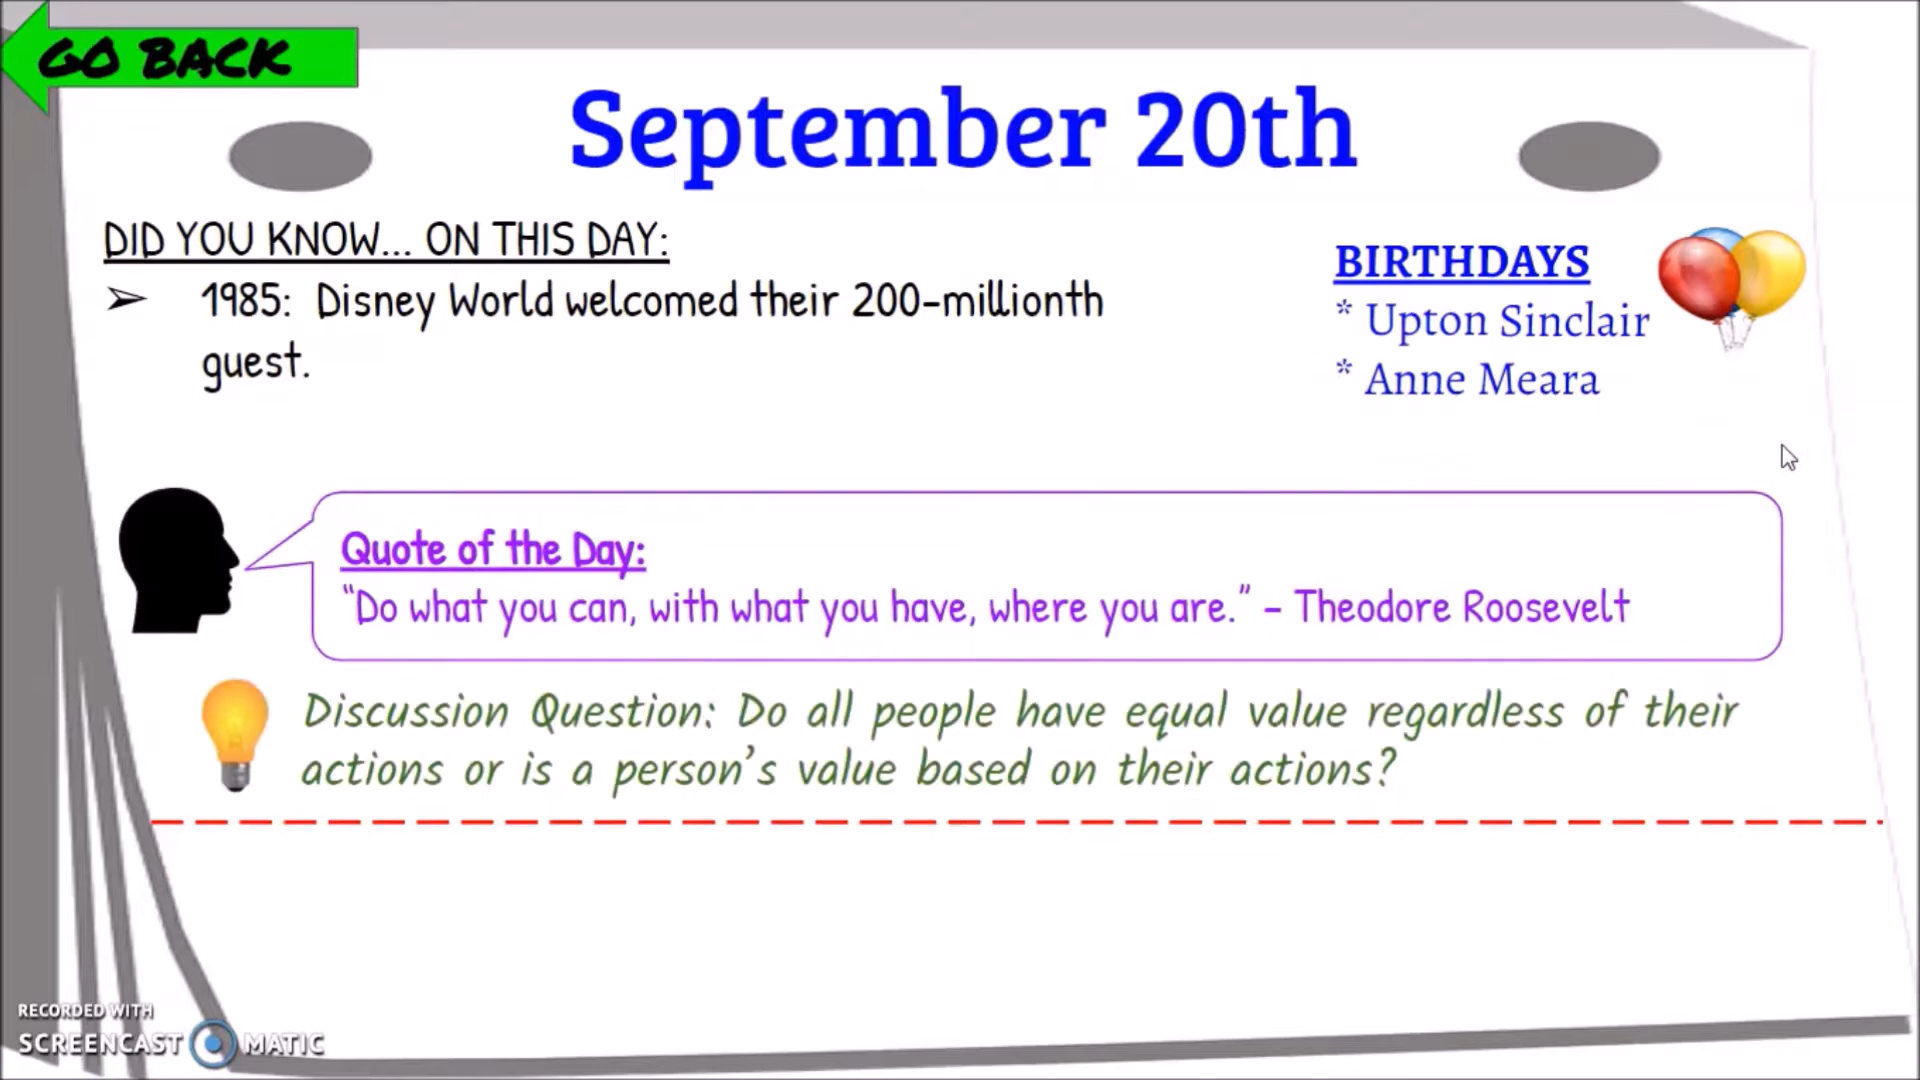 GO BACK
September 20th
DID YOU KNOW... ON THIS DAY:
➢ 1985: Disney World welcomed their 200-millionth
guest.
BIRTHDAYS
* Upton Sinclair
* Anne Meara
Quote of the Day:
“Do what you can, with what you have, where you are.” – Theodore Roosevelt
Discussion Question: Do all people have equal value regardless of their
actions or is a person’s value based on their actions?
RECORDED WITH
SCREENCAST MATIC